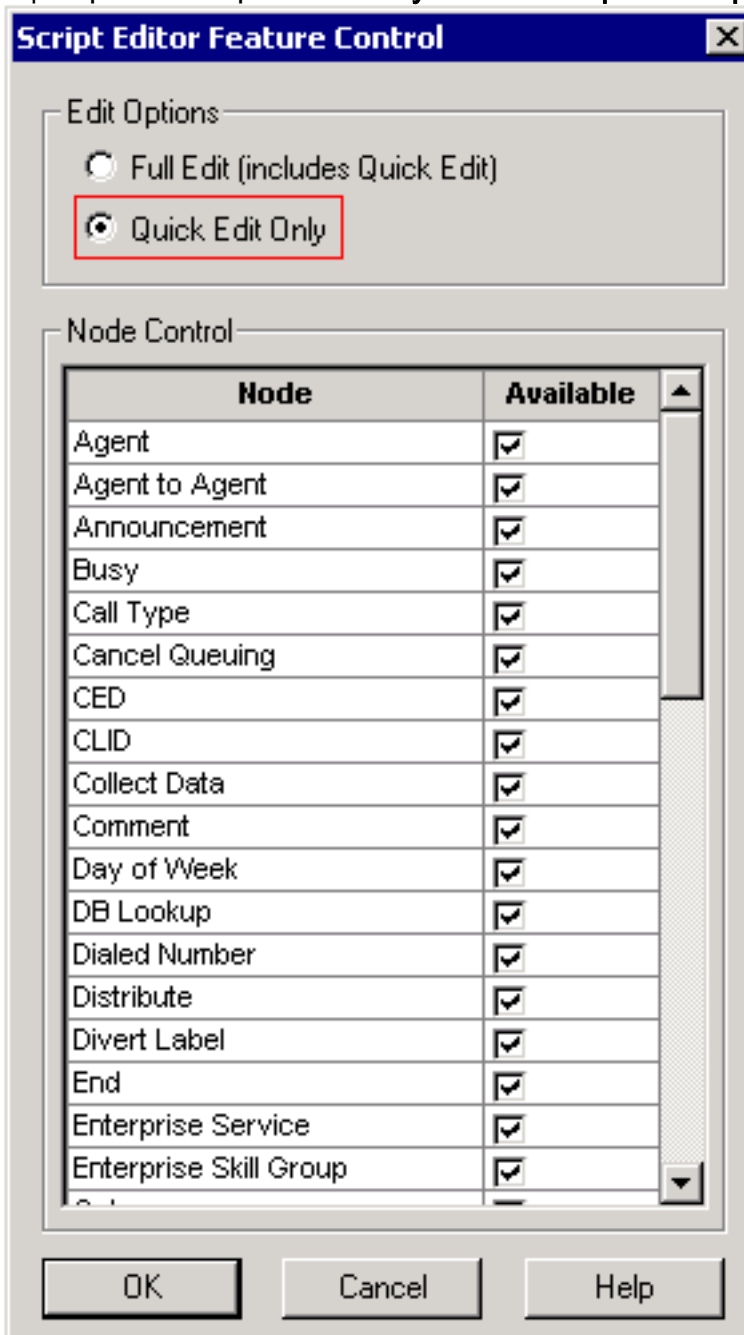 Script Editor Feature Control
Edit Options
Full Edit (includes Quick Edit)
Quick Edit Only
Node Control
Node Available
Agent
Agent to Agent
Announcement
Busy
Call Type
Cancel Queuing
CED
CLID
Collect Data
Comment
Day of Week
DB Lookup
Dialed Number
Distribute
Divert Label
End
Enterprise Service
Enterprise Skill Group
OK Cancel Help